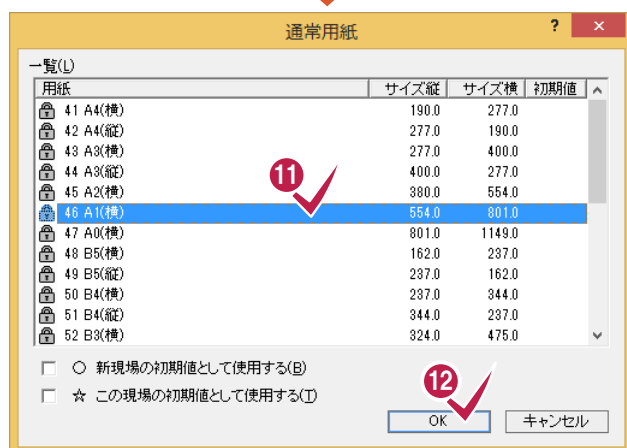 通常用紙 ? ×
一覧(L)
用紙 サイズ縦 サイズ横 初期値
41 A4(横) 190.0 277.0
42 A4(縦) 277.0 190.0
43 A3(横) 277.0 400.0
44 A3(縦) 400.0 277.0
45 A2(横) 380.0 554.0
46 A1(横) 554.0 801.0
47 A0(横) 801.0 1149.0
48 B5(横) 162.0 237.0
49 B5(縦) 237.0 162.0
50 B4(横) 237.0 344.0
51 B4(縦) 344.0 237.0
52 B3(横) 324.0 475.0
11
○ 新現場の初期値として使用する(B)
☆ この現場の初期値として使用する(T)
12
OK キャンセル